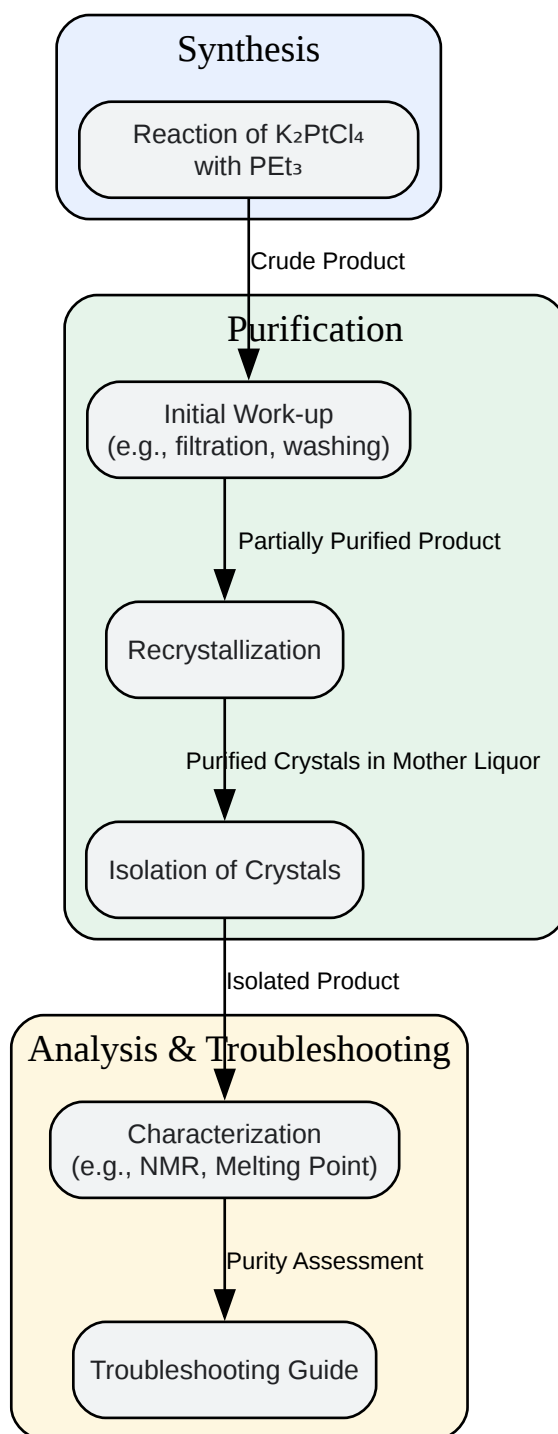 Synthesis
Reaction of K₂PtCl₄
with PEt₃
Crude Product
Purification
Initial Work-up
(e.g., filtration, washing)
Partially Purified Product
Recrystallization
Purified Crystals in Mother Liquor
Isolation of Crystals
Isolated Product
Analysis & Troubleshooting
Characterization
(e.g., NMR, Melting Point)
Purity Assessment
Troubleshooting Guide